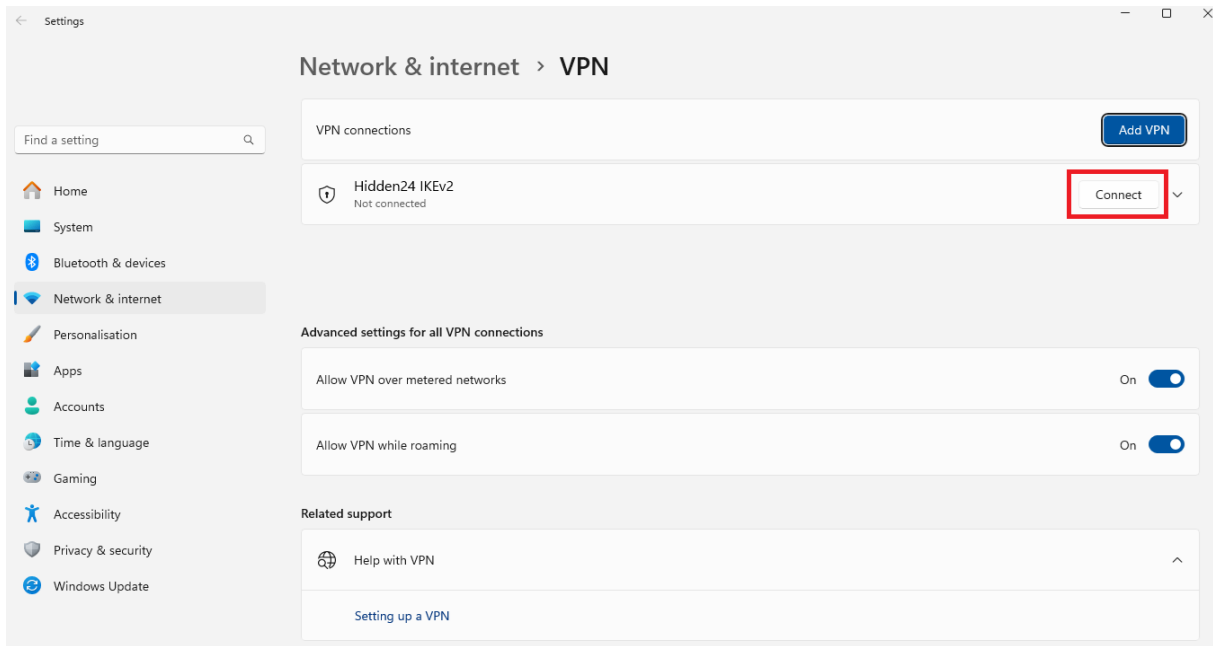 Settings
Network & internet › VPN
Find a setting
Home
System
Bluetooth & devices
Network & internet
Personalisation
Apps
Accounts
Time & language
Gaming
Accessibility
Privacy & security
Windows Update
VPN connections
Add VPN
Hidden24 IKEv2
Not connected
Connect
Advanced settings for all VPN connections
Allow VPN over metered networks
On
Allow VPN while roaming
On
Related support
Help with VPN
Setting up a VPN